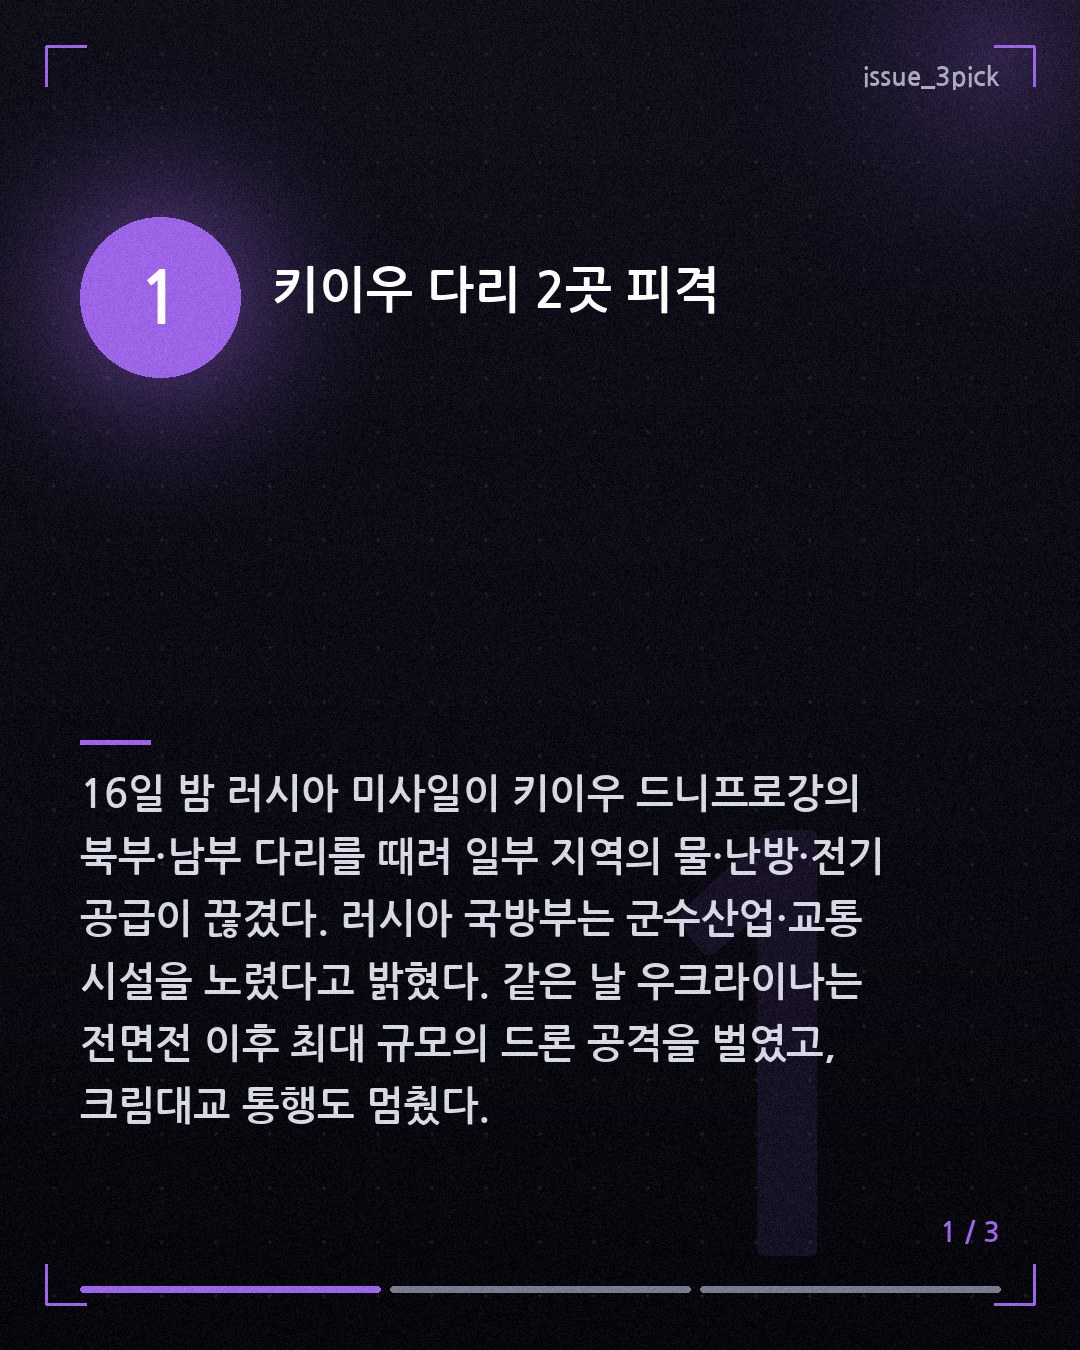 issue_3pick
1
키이우 다리 2곳 피격
16일 밤 러시아 미사일이 키이우 드니프로강의
북부·남부 다리를 때려 일부 지역의 물·난방·전기
공급이 끊겼다. 러시아 국방부는 군수산업·교통
시설을 노렸다고 밝혔다. 같은 날 우크라이나는
전면전 이후 최대 규모의 드론 공격을 벌였고,
크림대교 통행도 멈췄다.
1
1 / 3